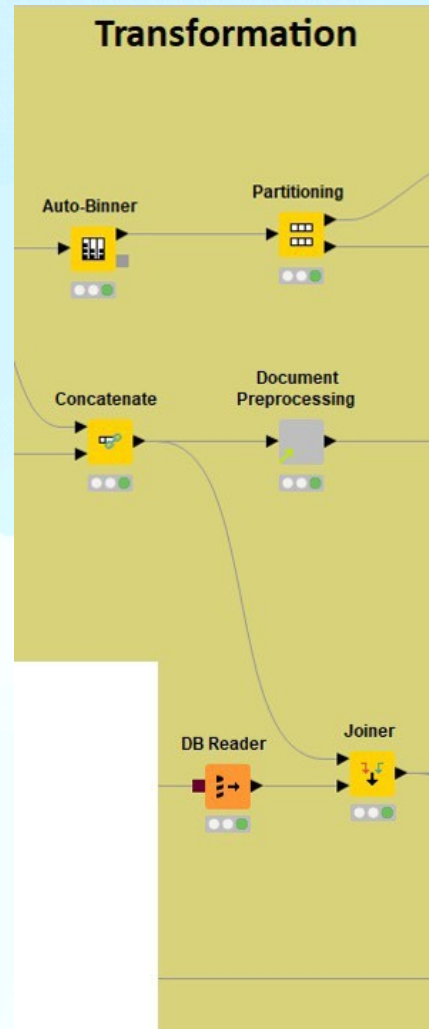 Transformation
Partitioning
Auto-Binner
Document
Preprocessing
Concatenate
Joiner
DB Reader